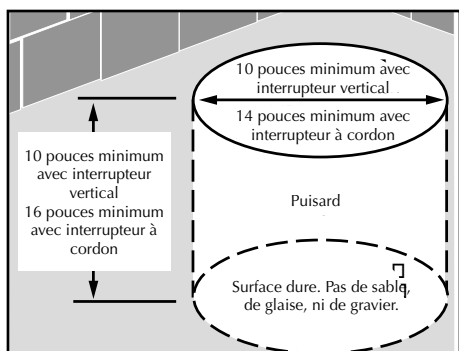 10 pouces minimum avec
interrupteur vertical
14 pouces minimum avec
interrupteur à cordon
10 pouces minimum
avec interrupteur
vertical
16 pouces minimum
avec interrupteur à
cordon
Puisard
Surface dure. Pas de sable,
de glaise, ni de gravier.